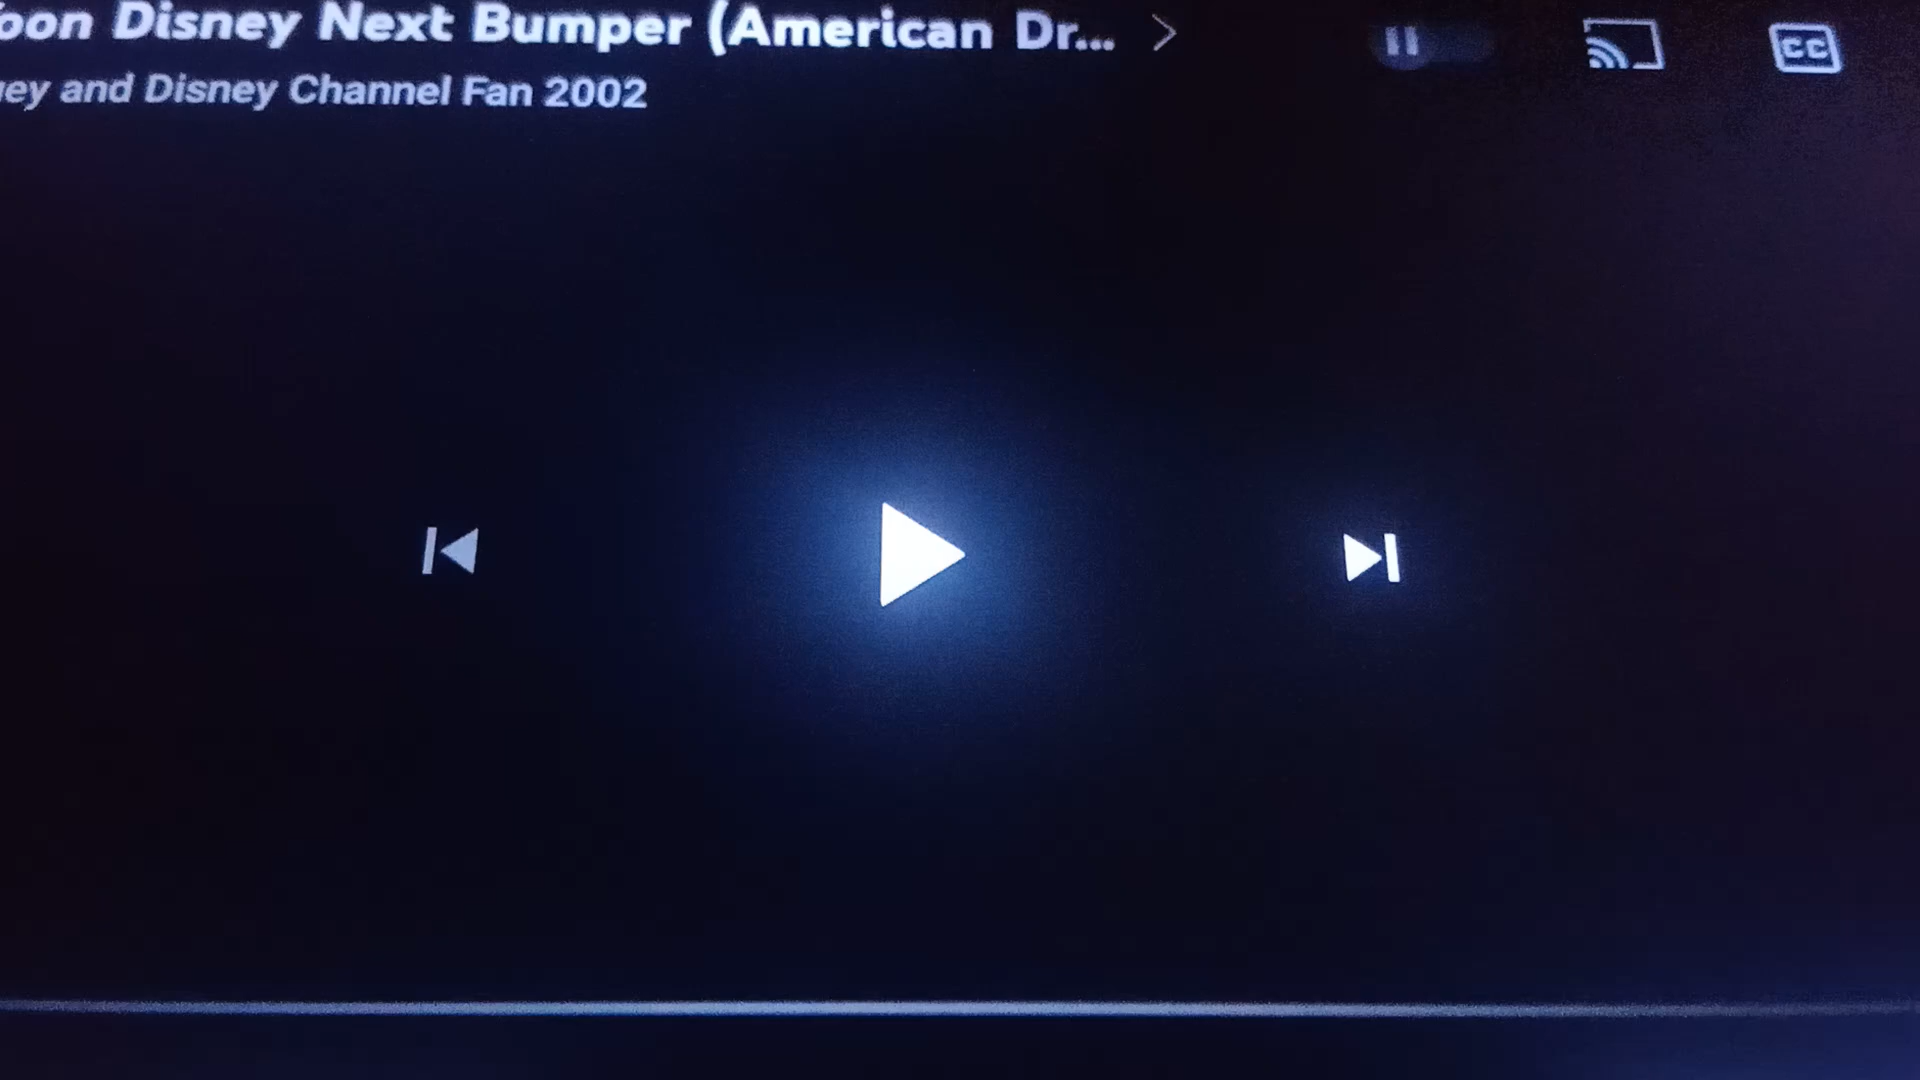 oon Disney Next Bumper (American Dr...
ey and Disney Channel Fan 2002
CC